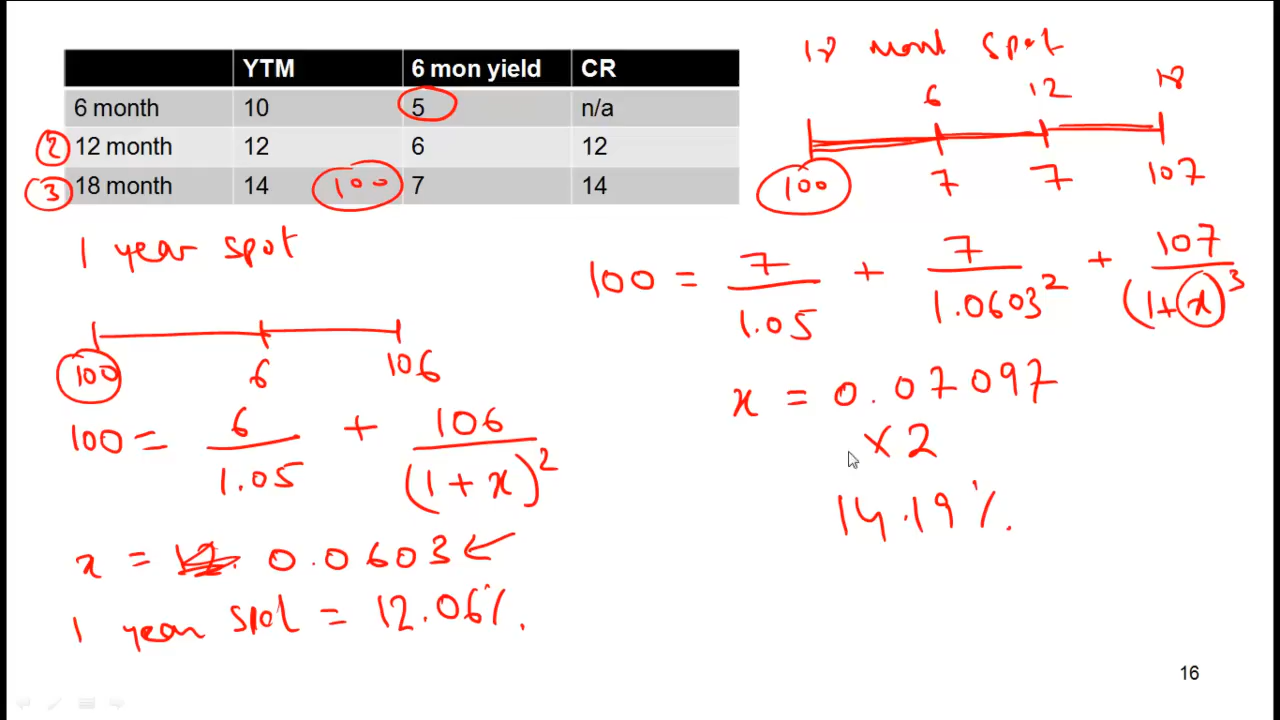 YTM 6 mon yield CR
6 month 10 5 n/a
② 12 month 12 6 12
③ 18 month 14 100 7 14
1 year spot
100 6 106
100 = 6/1.05 + 106/(1 + x)²
x = 0.0603 ←
1 year spot = 12.06%.
18 mont spot
6 12 18
100 7 7 107
100 = 7/1.05 + 7/1.0603² + 107/(1+x)³
x = 0.07097
× 2
14.19%.
16